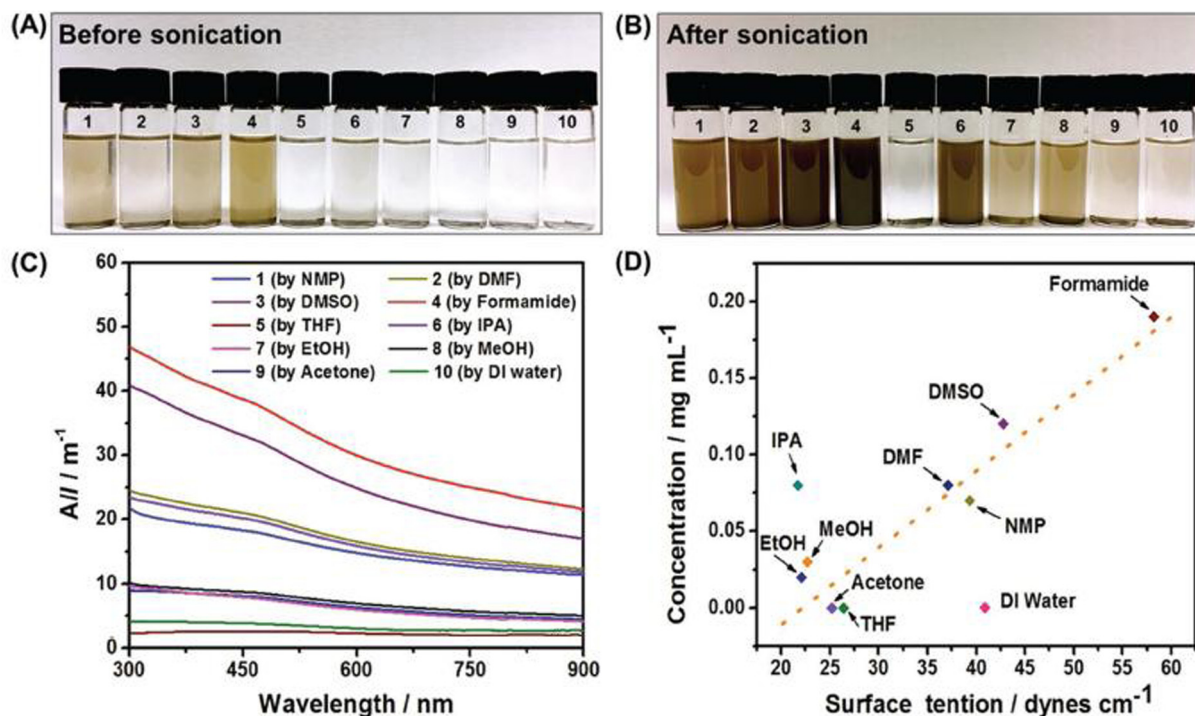 (A) Before sonication
1 2 3 4 5 6 7 8 9 10
(B) After sonication
1 2 3 4 5 6 7 8 9 10
(C)
60
50
40
30
20
10
0
A/l / m⁻¹
1 (by NMP) 2 (by DMF)
3 (by DMSO) 4 (by Formamide)
5 (by THF) 6 (by IPA)
7 (by EtOH) 8 (by MeOH)
9 (by Acetone) 10 (by DI water)
300 450 600 750 900
Wavelength / nm
(D)
0.20
0.15
0.10
0.05
0.00
Concentration / mg mL⁻¹
Formamide
DMSO
IPA
DMF
NMP
MeOH
EtOH
Acetone
DI Water
THF
20 25 30 35 40 45 50 55 60
Surface tention / dynes cm⁻¹